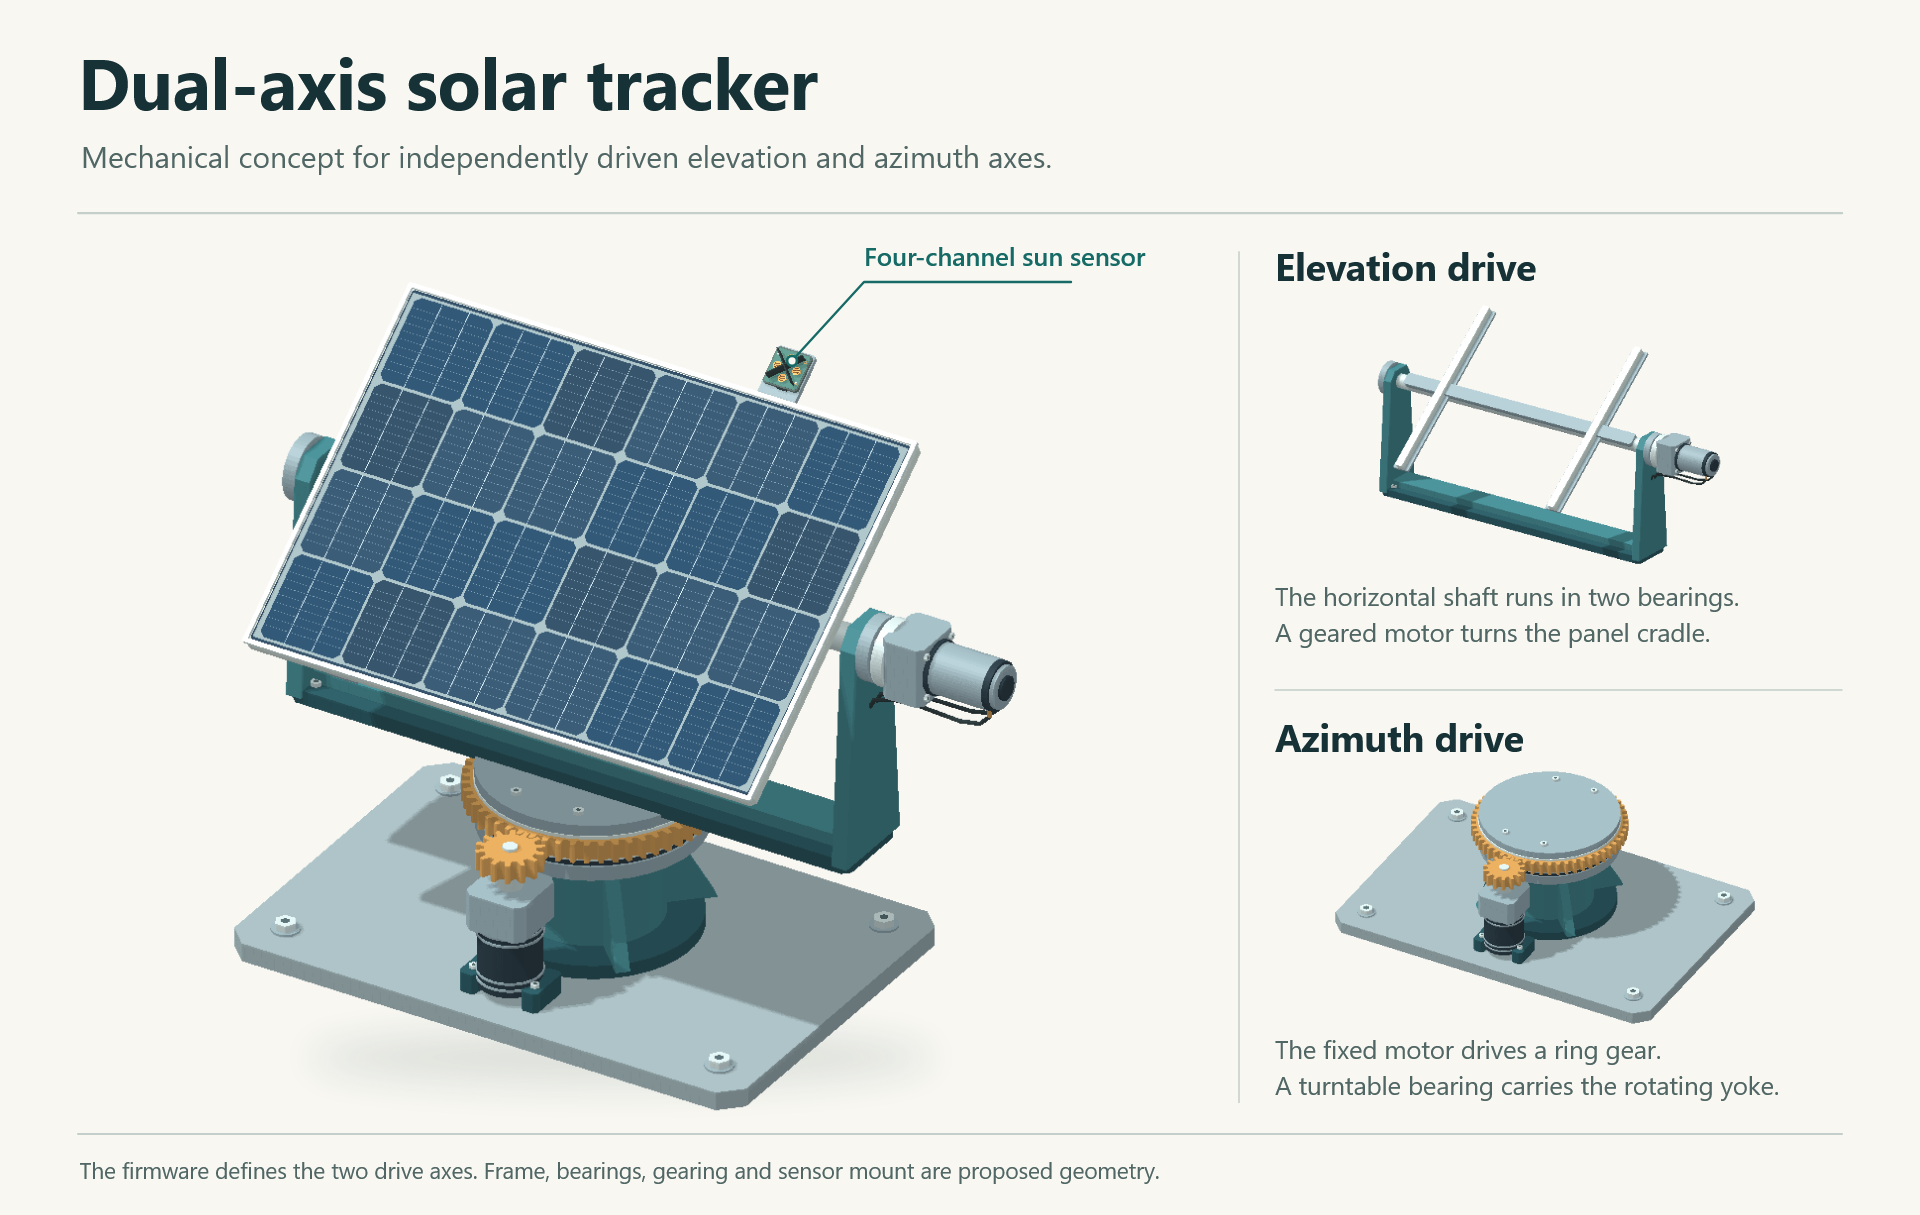 Dual-axis solar tracker
Mechanical concept for independently driven elevation and azimuth axes.
Four-channel sun sensor
Elevation drive
The horizontal shaft runs in two bearings.
A geared motor turns the panel cradle.
Azimuth drive
The fixed motor drives a ring gear.
A turntable bearing carries the rotating yoke.
The firmware defines the two drive axes. Frame, bearings, gearing and sensor mount are proposed geometry.